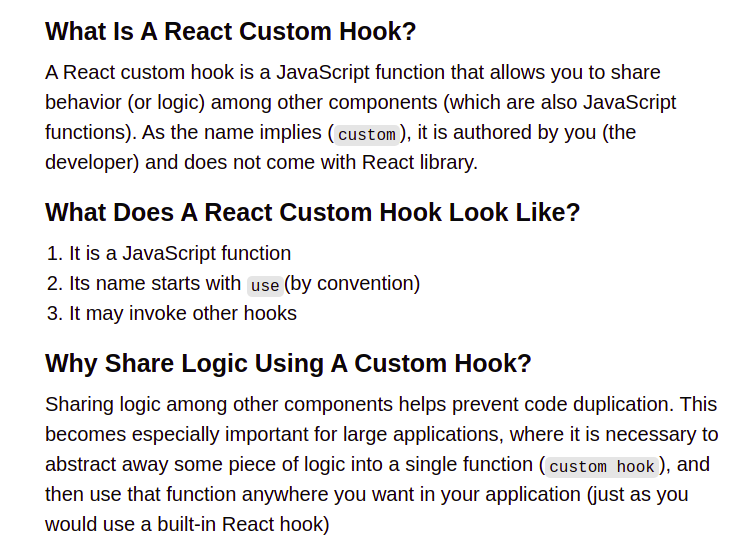 What Is A React Custom Hook?
A React custom hook is a JavaScript function that allows you to share
behavior (or logic) among other components (which are also JavaScript
functions). As the name implies (custom), it is authored by you (the
developer) and does not come with React library.
What Does A React Custom Hook Look Like?
1. It is a JavaScript function
2. Its name starts with use(by convention)
3. It may invoke other hooks
Why Share Logic Using A Custom Hook?
Sharing logic among other components helps prevent code duplication. This
becomes especially important for large applications, where it is necessary to
abstract away some piece of logic into a single function (custom hook), and
then use that function anywhere you want in your application (just as you
would use a built-in React hook)